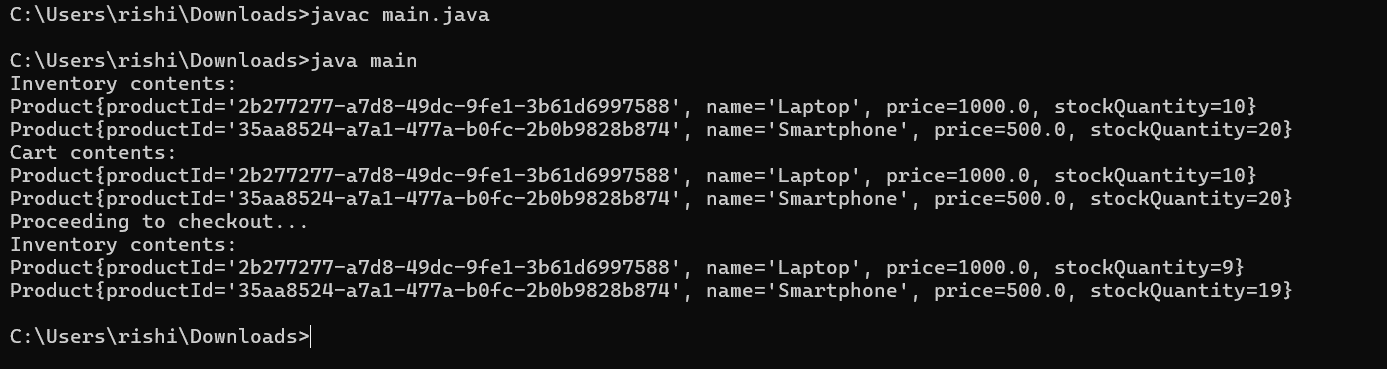 C:\Users\rishi\Downloads>javac main.java
C:\Users\rishi\Downloads>java main
Inventory contents:
Product{productId='2b277277-a7d8-49dc-9fe1-3b61d6997588', name='Laptop', price=1000.0, stockQuantity=10}
Product{productId='35aa8524-a7a1-477a-b0fc-2b0b9828b874', name='Smartphone', price=500.0, stockQuantity=20}
Cart contents:
Product{productId='2b277277-a7d8-49dc-9fe1-3b61d6997588', name='Laptop', price=1000.0, stockQuantity=10}
Product{productId='35aa8524-a7a1-477a-b0fc-2b0b9828b874', name='Smartphone', price=500.0, stockQuantity=20}
Proceeding to checkout...
Inventory contents:
Product{productId='2b277277-a7d8-49dc-9fe1-3b61d6997588', name='Laptop', price=1000.0, stockQuantity=9}
Product{productId='35aa8524-a7a1-477a-b0fc-2b0b9828b874', name='Smartphone', price=500.0, stockQuantity=19}
C:\Users\rishi\Downloads>